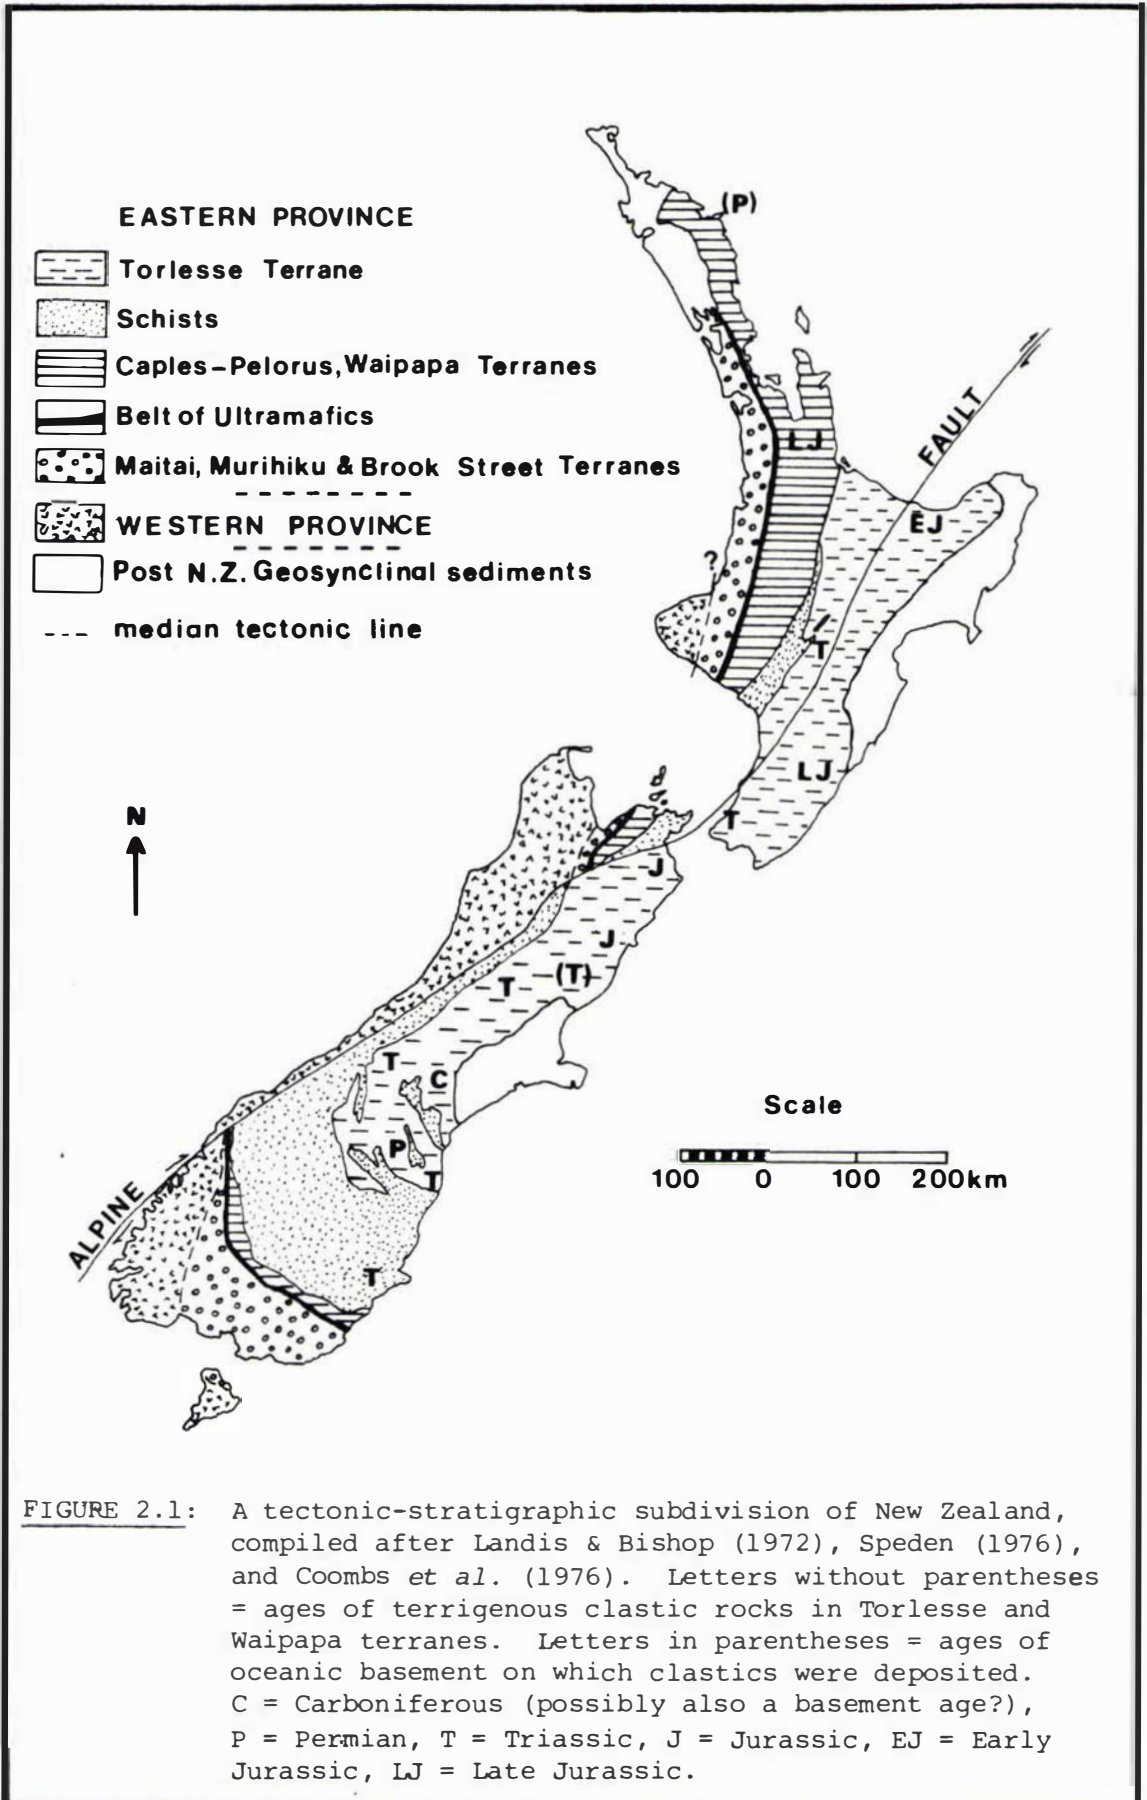 EASTERN PROVINCE
Torlesse Terrane
Schists
Caples-Pelorus, Waipapa Terranes
Belt of Ultramafics
Maitai, Murihiku & Brook Street Terranes
WESTERN PROVINCE
Post N.Z. Geosynclinal sediments
--- median tectonic line
(P)
LJ
FAULT
EJ
?
T
LJ
T
N
J
J
T
(T)
T
C
P
T
T
ALPINE
Scale
100 0 100 200km
FIGURE 2.1: A tectonic-stratigraphic subdivision of New Zealand,
compiled after Landis & Bishop (1972), Speden (1976),
and Coombs et al. (1976). Letters without parentheses
= ages of terrigenous clastic rocks in Torlesse and
Waipapa terranes. Letters in parentheses = ages of
oceanic basement on which clastics were deposited.
C = Carboniferous (possibly also a basement age?),
P = Permian, T = Triassic, J = Jurassic, EJ = Early
Jurassic, LJ = Late Jurassic.